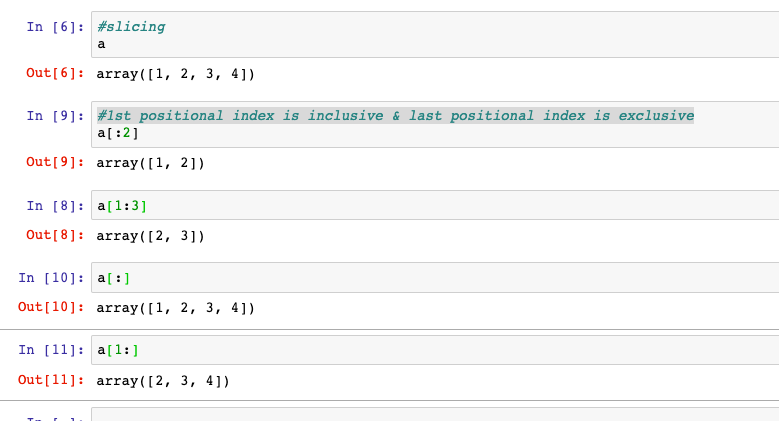 In [6]: #slicing
a
Out[6]: array([1, 2, 3, 4])
In [9]: #1st positional index is inclusive & last positional index is exclusive
a[:2]
Out[9]: array([1, 2])
In [8]: a[1:3]
Out[8]: array([2, 3])
In [10]: a[:]
Out[10]: array([1, 2, 3, 4])
In [11]: a[1:]
Out[11]: array([2, 3, 4])